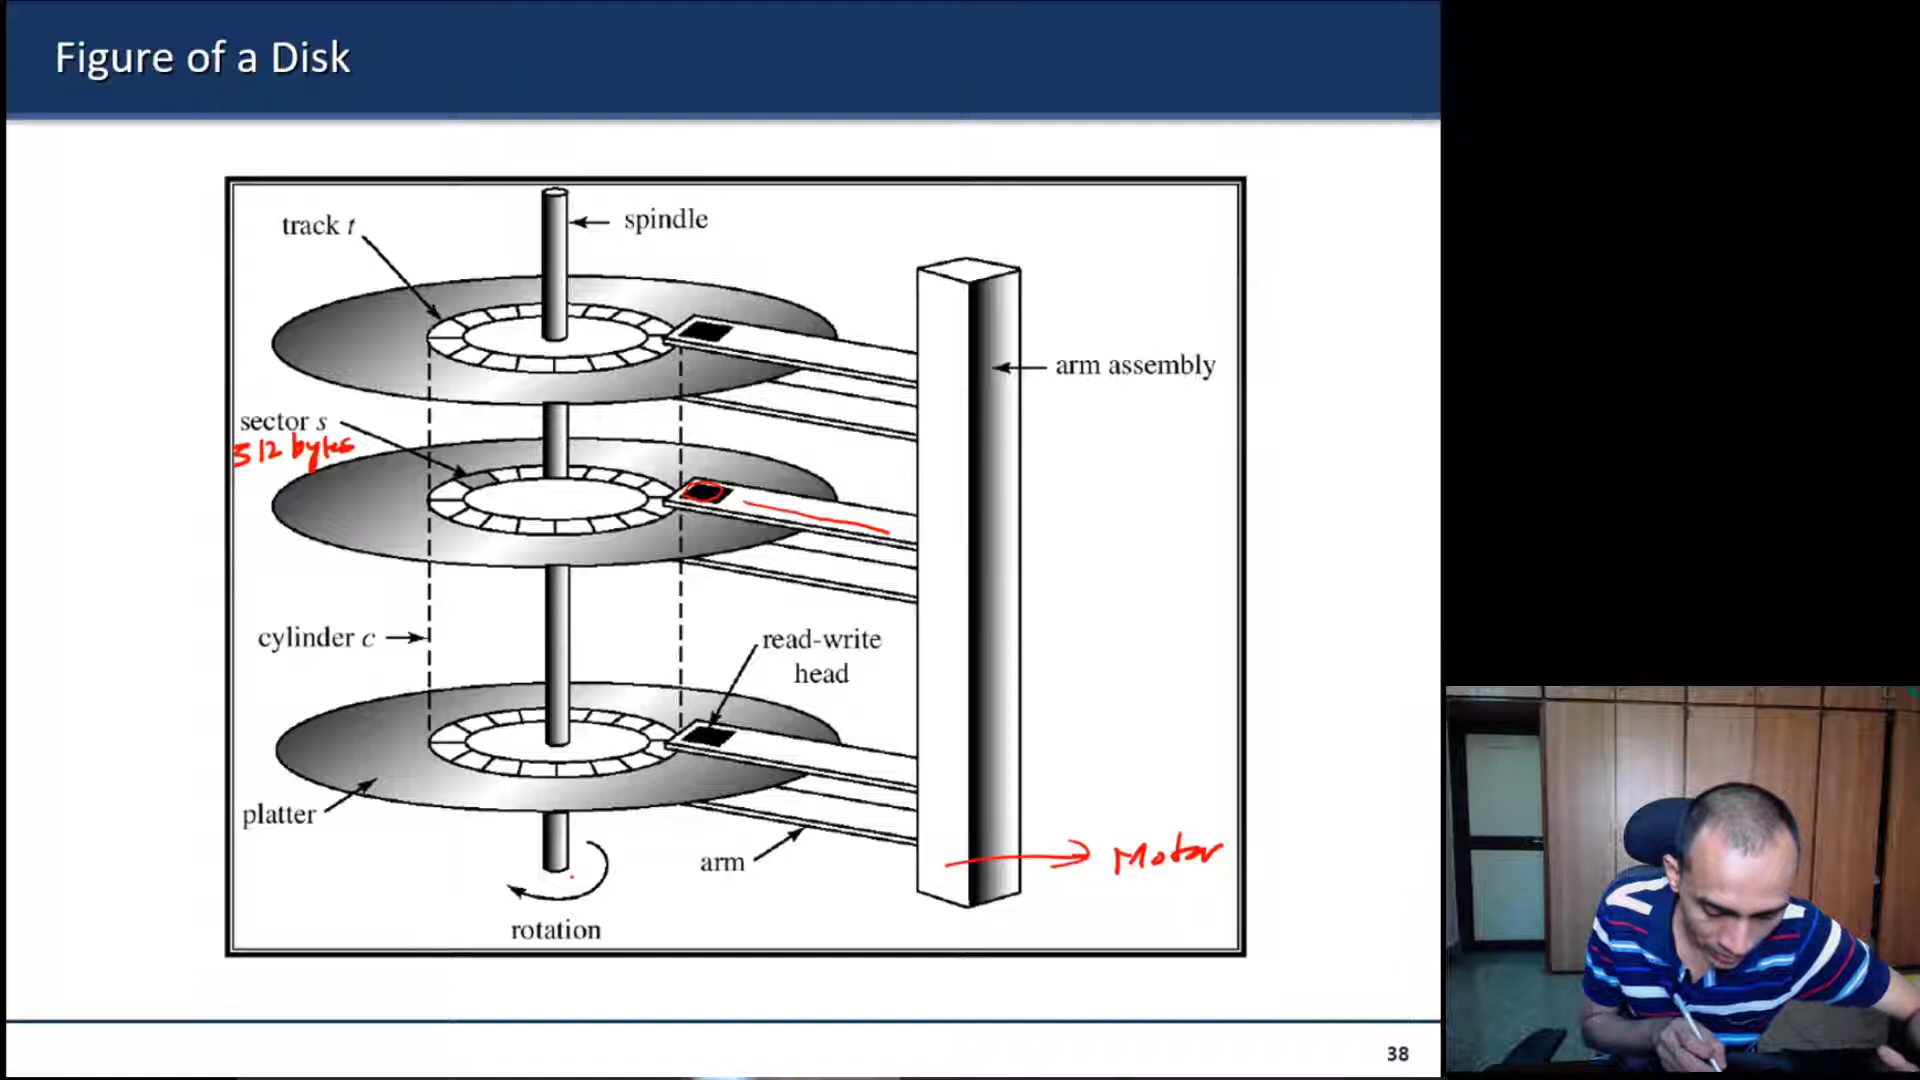 Figure of a Disk
track t
spindle
arm assembly
sector s
512 bytes
cylinder c
read-write
head
platter
arm
Motor
rotation
38